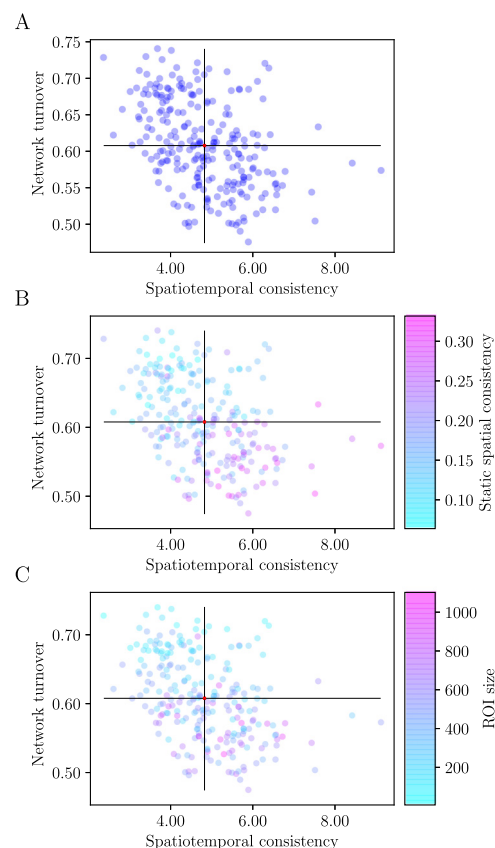 A
0.75
0.70
0.65
0.60
0.55
0.50
Network turnover
4.00 6.00 8.00
Spatiotemporal consistency
B
0.70
0.60
0.50
Network turnover
4.00 6.00 8.00
Spatiotemporal consistency
0.30
0.25
0.20
0.15
0.10
Static spatial consistency
C
0.70
0.60
0.50
Network turnover
4.00 6.00 8.00
Spatiotemporal consistency
1000
800
600
400
200
ROI size